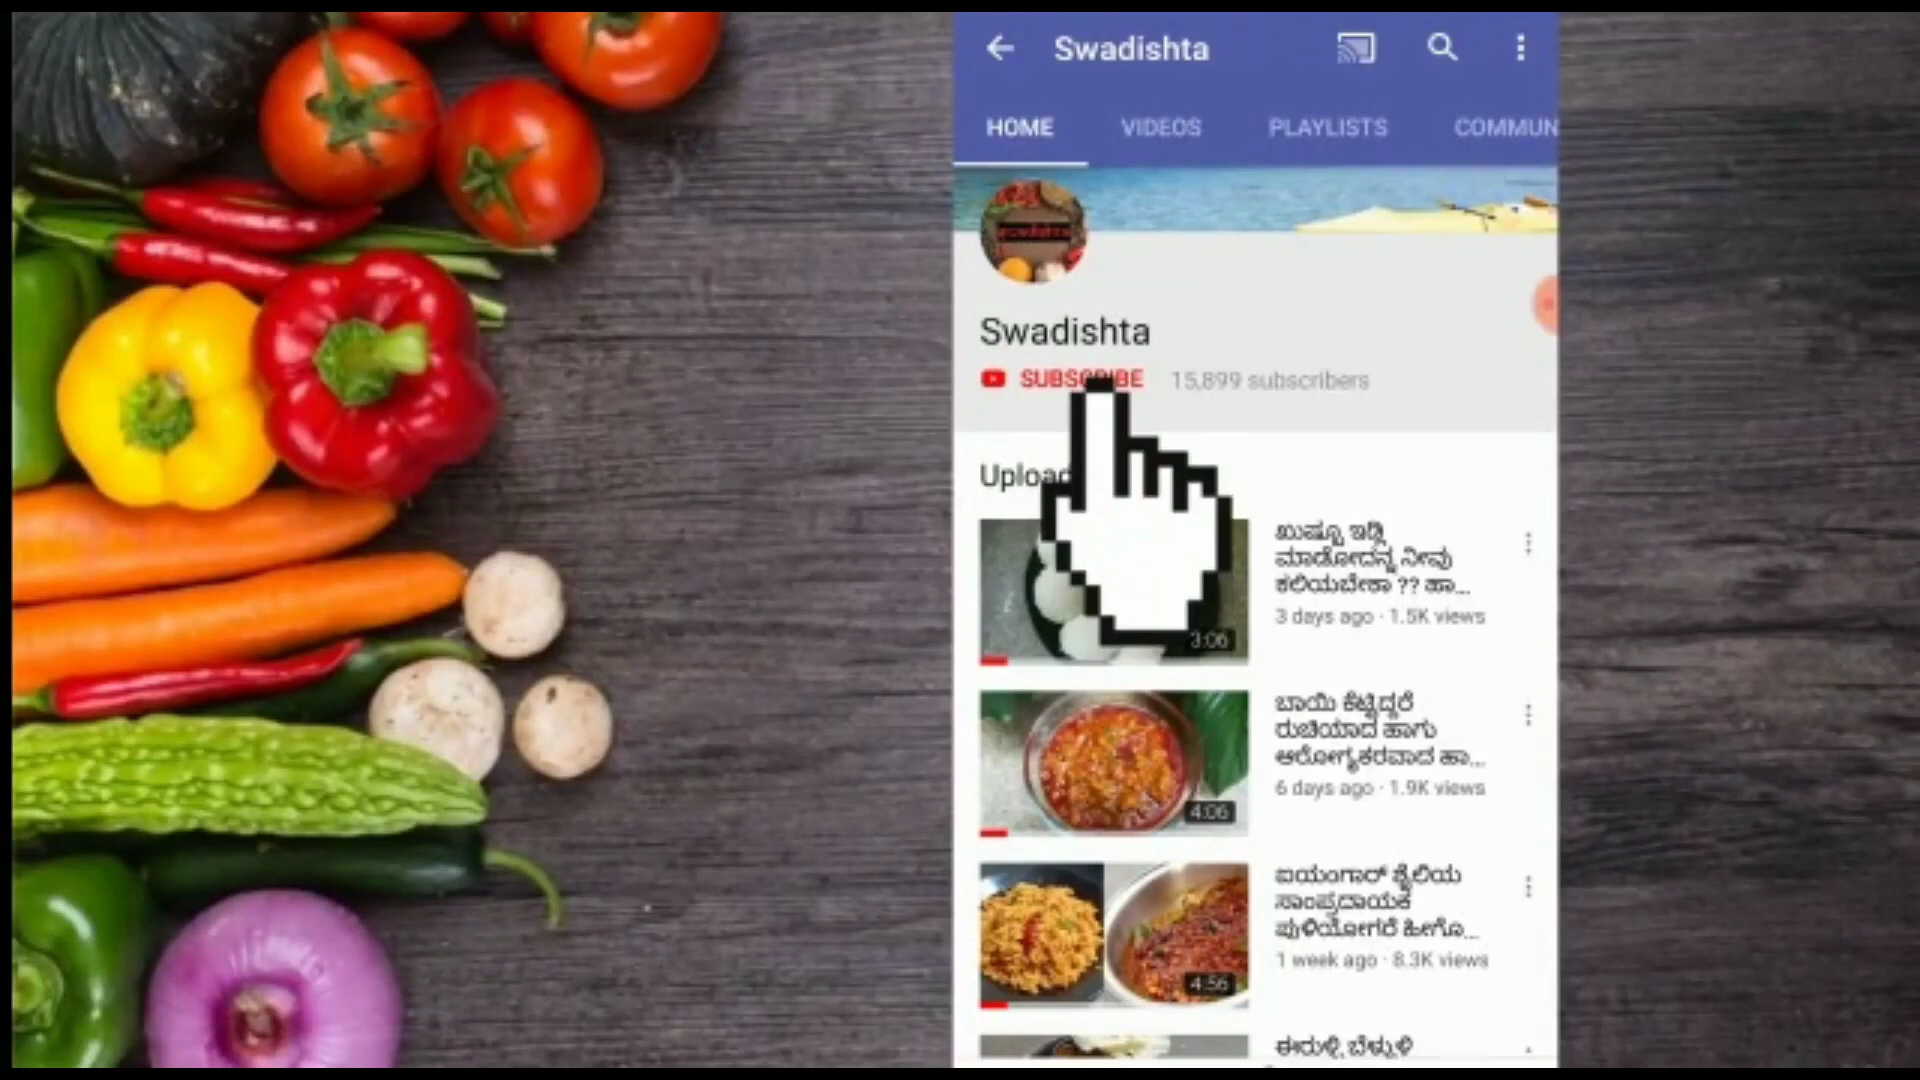 Swadishta
HOME VIDEOS PLAYLISTS COMMUN
Swadishta
SUBSCRIBE 15,899 subscribers
Upload
ಖುಷ್ಬೂ ಇಡ್ಲಿ
ಮಾಡೋದನ್ನ ನೀವು
ಕಲಿಯಬೇಕಾ ?? ಹಾ...
3 days ago · 1.5K views
3:06
ಬಾಯಿ ಕೆಟ್ಟಿದ್ದರೆ
ರುಚಿಯಾದ ಹಾಗು
ಆರೋಗ್ಯಕರವಾದ ಹಾ...
6 days ago · 1.9K views
4:06
ಐಯಂಗಾರ್ ಶೈಲಿಯ
ಸಾಂಪ್ರದಾಯಕ
ಪುಳಿಯೋಗರೆ ಹೀಗೊ...
1 week ago · 8.3K views
4:56
ಈರುಳ್ಳಿ ಬೆಳ್ಳುಳ್ಳಿ